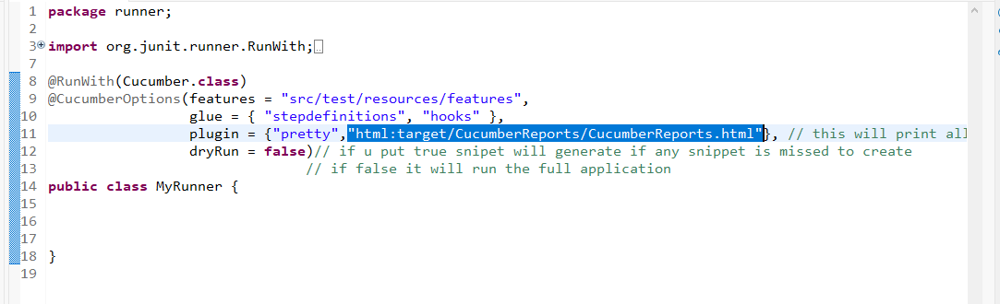 1 package runner;
2
3 import org.junit.runner.RunWith;
7
8 @RunWith(Cucumber.class)
9 @CucumberOptions(features = "src/test/resources/features",
10 glue = { "stepdefinitions", "hooks" },
11 plugin = {"pretty","html:target/CucumberReports/CucumberReports.html"}, // this will print all
12 dryRun = false)// if u put true snipet will generate if any snippet is missed to create
13 // if false it will run the full application
14 public class MyRunner {
15
16
17
18 }
19